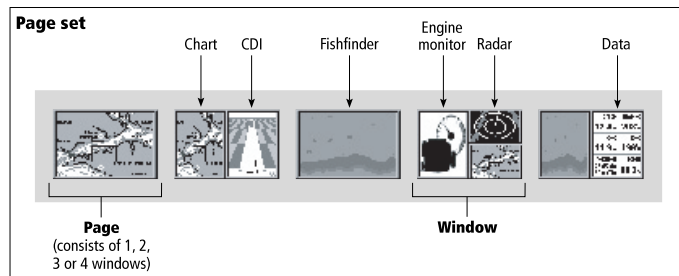 Page set
Chart
CDI
Fishfinder
Engine
monitor
Radar
Data
Page
(consists of 1, 2,
3 or 4 windows)
Window